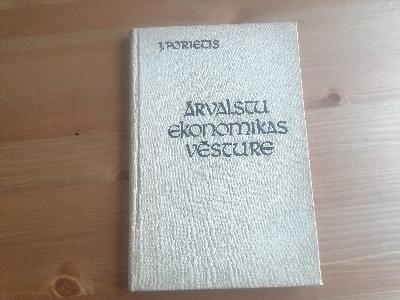 J. PORIETIS
ĀRVALSTU
EKONOMIKAS
VĒSTURE